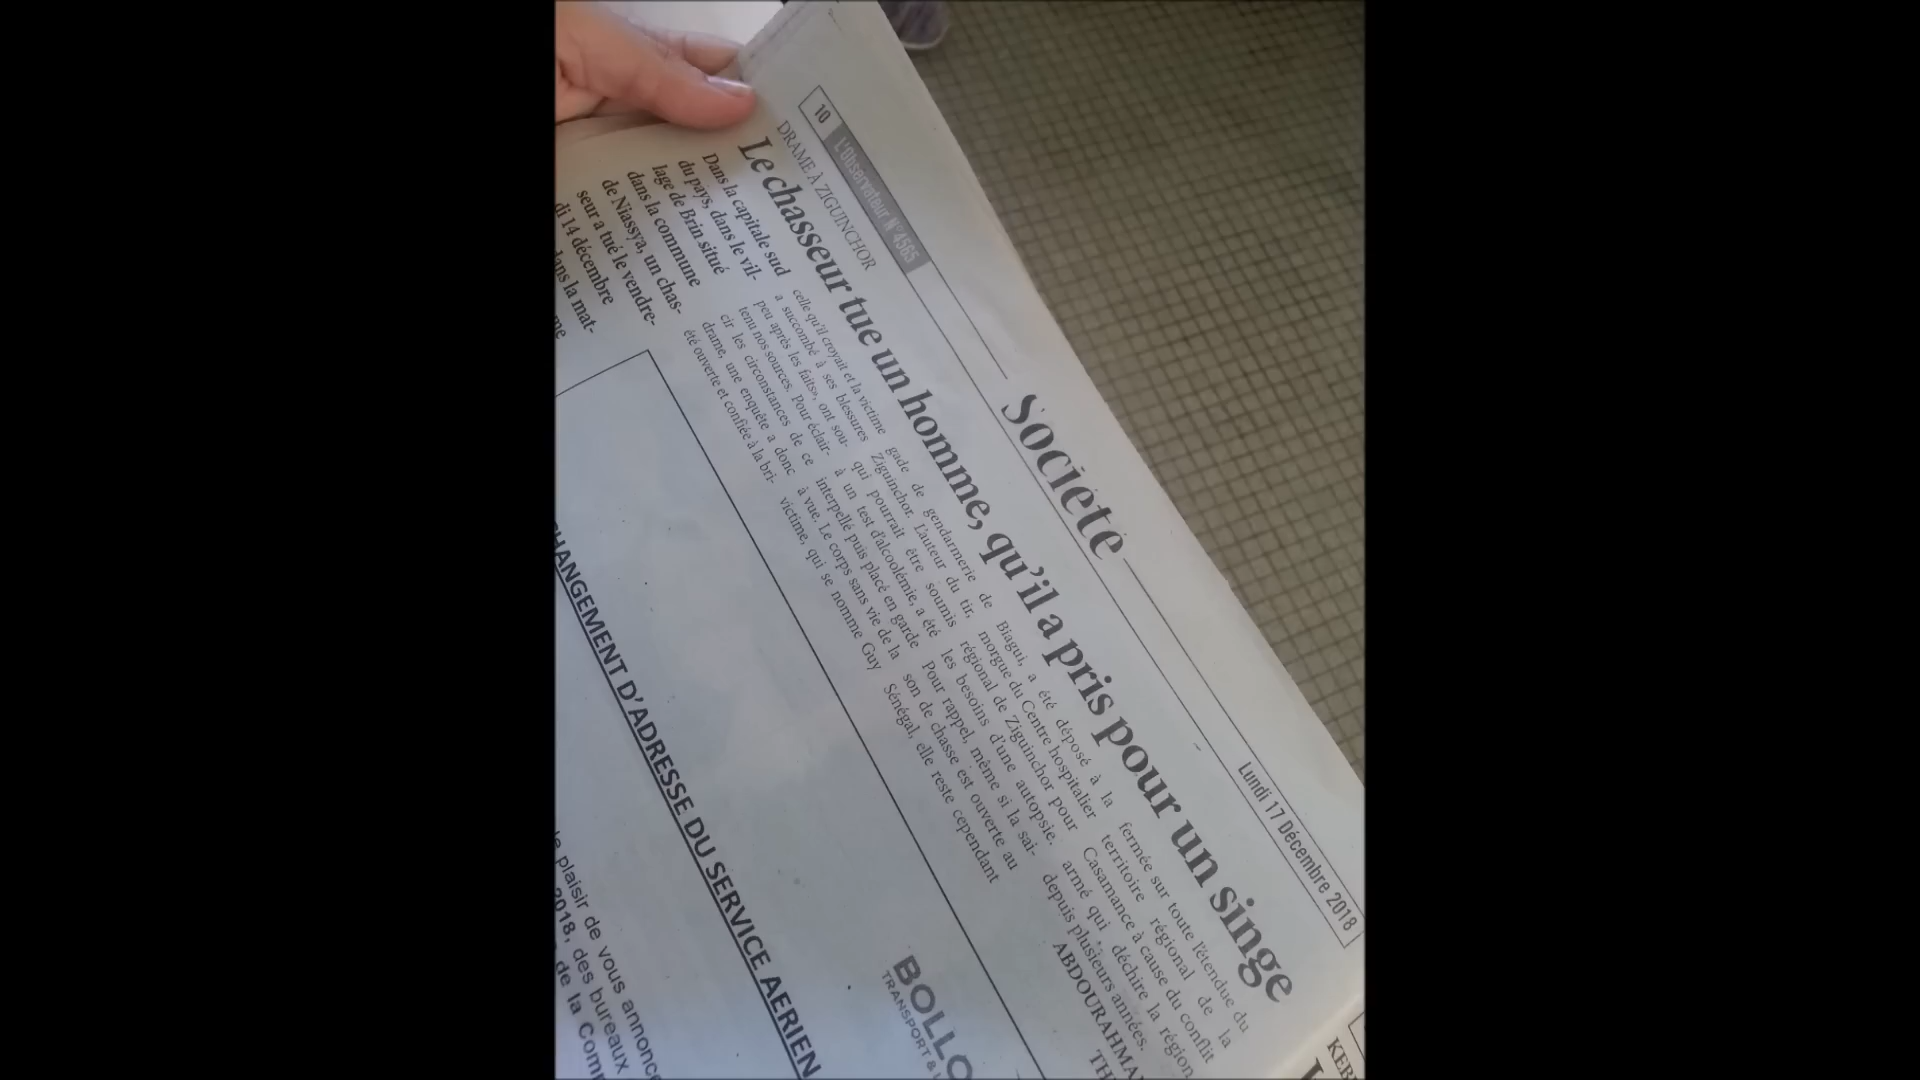 10 L'Observateur N°4565
Société
Lundi 17 Décembre 2018
DRAME À ZIGUINCHOR
Le chasseur tue un homme, qu'il a pris pour un singe
Dans la capitale sud
du pays, dans le vil-
lage de Brin situé
dans la commune
de Niassya, un chas-
seur a tué le vendre-
di 14 décembre
dans la mat-
celle qu'il croyait et la victime
a succombé à ses blessures
peu après les faits», ont sou-
tenu nos sources. Pour éclair-
cir les circonstances de ce
drame, une enquête a donc
été ouverte et confiée à la bri-
gade de gendarmerie de
Ziguinchor. L'auteur du tir,
qui pourrait être soumis
à un test d'alcoolémie, a été
interpellé puis placé en garde
à vue. Le corps sans vie de la
victime, qui se nomme Guy
Biagui, a été déposé à la
morgue du Centre hospitalier
régional de Ziguinchor pour
les besoins d'une autopsie.
Pour rappel, même si la sai-
son de chasse est ouverte au
Sénégal, elle reste cependant
fermée sur toute l'étendue du
territoire régional de la
Casamance à cause du conflit
armé qui déchire la région
depuis plusieurs années.
ABDOURAHMA
TH
KEB
CHANGEMENT D'ADRESSE DU SERVICE AERIEN
BOLLO
TRANSPORT &
le plaisir de vous annonce
2018, des bureaux
de la Com